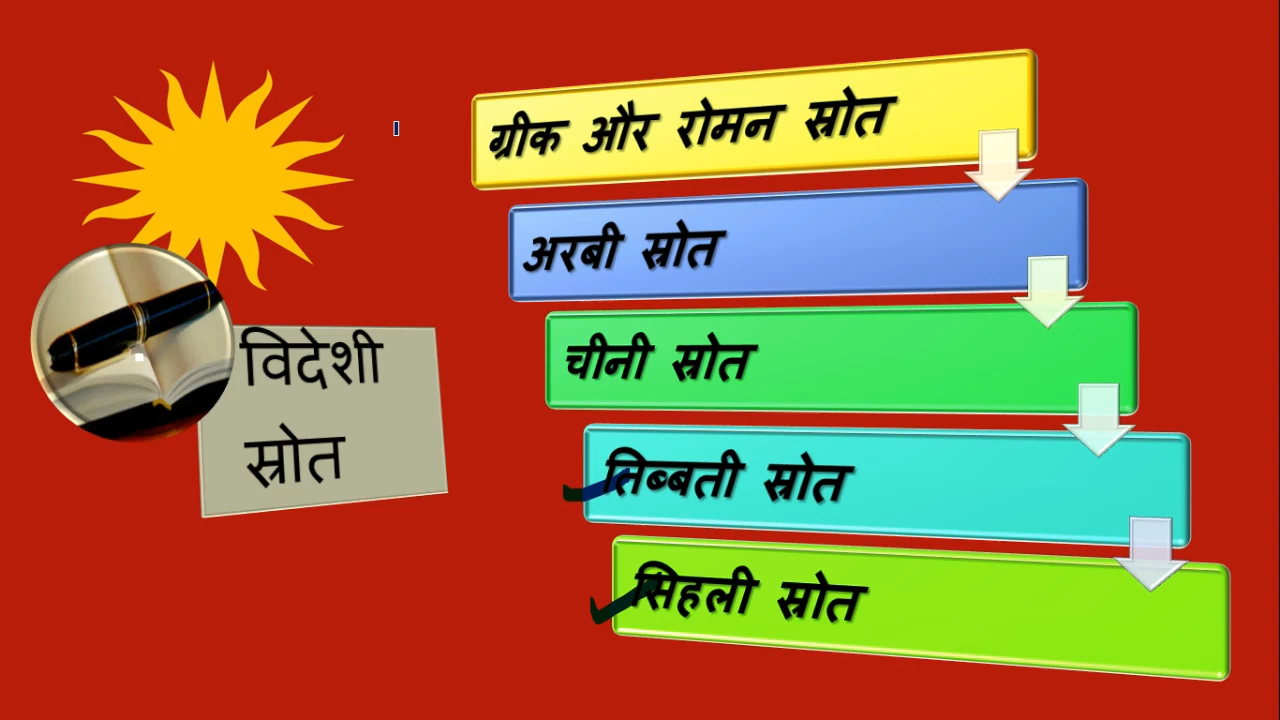 विदेशी
स्रोत
ग्रीक और रोमन स्रोत
अरबी स्रोत
चीनी स्रोत
तिब्बती स्रोत
सिहली स्रोत